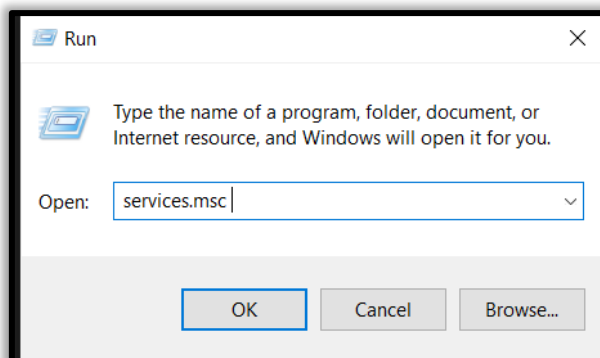 Run
Type the name of a program, folder, document, or
Internet resource, and Windows will open it for you.
Open: services.msc
OK Cancel Browse...